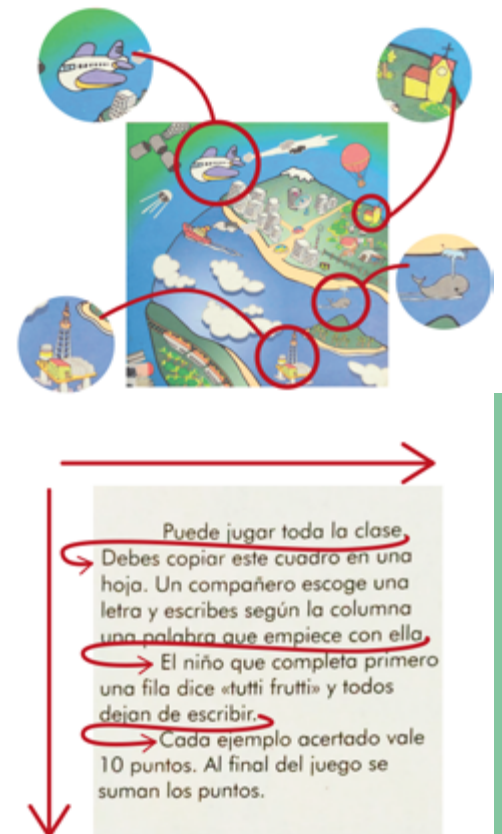 Puede jugar toda la clase.
Debes copiar este cuadro en una
hoja. Un compañero escoge una
letra y escribes según la columna
una palabra que empiece con ella.
El niño que completa primero
una fila dice «tutti frutti» y todos
dejan de escribir.
Cada ejemplo acertado vale
10 puntos. Al final del juego se
suman los puntos.